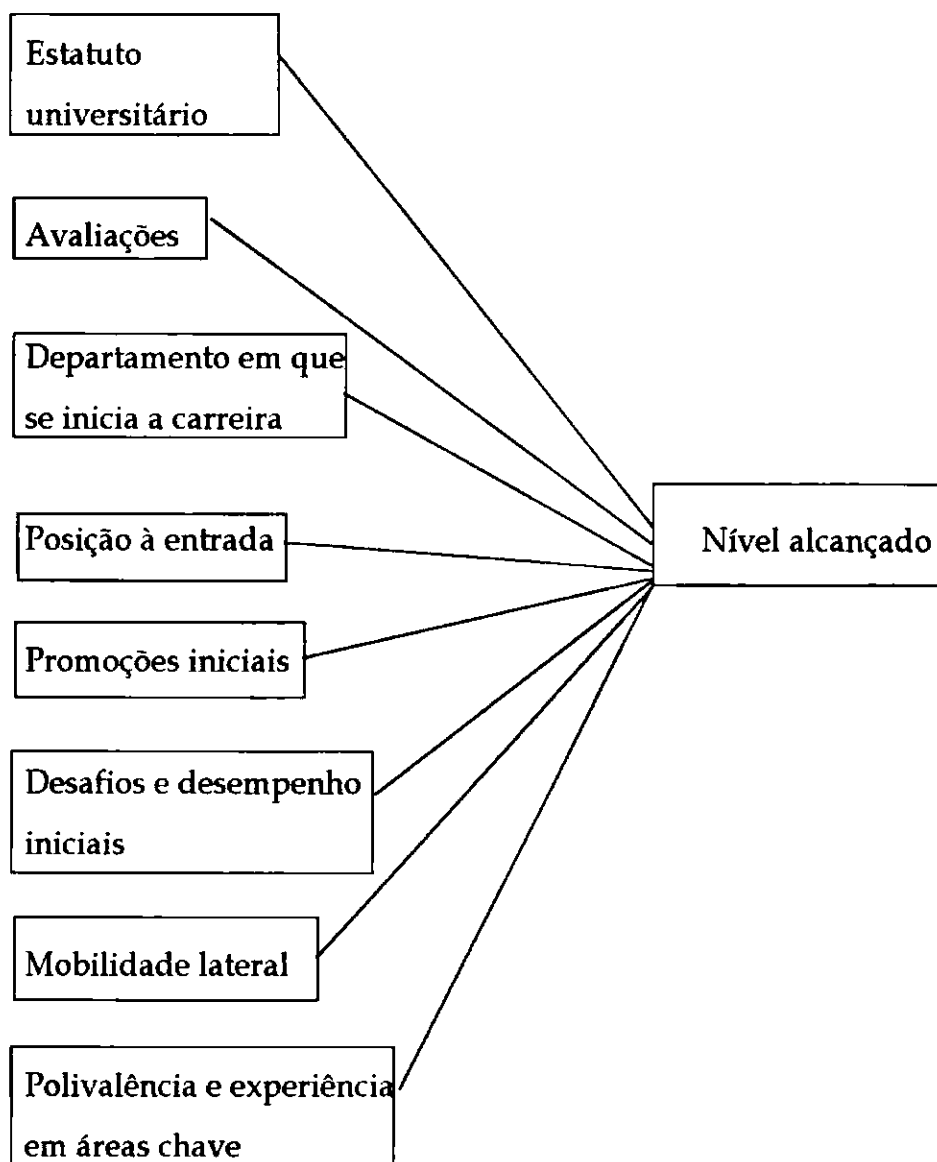 Estatuto
universitário
Avaliações
Departamento em que
se inicia a carreira
Posição à entrada
Nível alcançado
Promoções iniciais
Desafios e desempenho
iniciais
Mobilidade lateral
Polivalência e experiência
em áreas chave